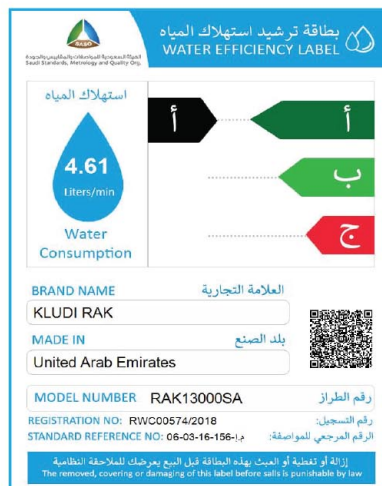 بطاقة ترشيد استهلاك المياه
WATER EFFICIENCY LABEL
SASO
الهيئة السعودية للمواصفات والمقاييس والجودة
Saudi Standards, Metrology and Quality Org.
استهلاك المياه
4.61
Liters/min
Water
Consumption
أ
أ
ب
ج
BRAND NAME العلامة التجارية
KLUDI RAK
MADE IN بلد الصنع
United Arab Emirates
MODEL NUMBER RAK13000SA رقم الطراز
REGISTRATION NO: RWC00574/2018 رقم التسجيل:
STANDARD REFERENCE NO: 06-03-16-156-م.إ الرقم المرجعي للمواصفة:
إزالة أو تغطية أو العبث بهذه البطاقة قبل البيع يعرضك للملاحقة النظامية
The removed, covering or damaging of this label before salls is punishable by law